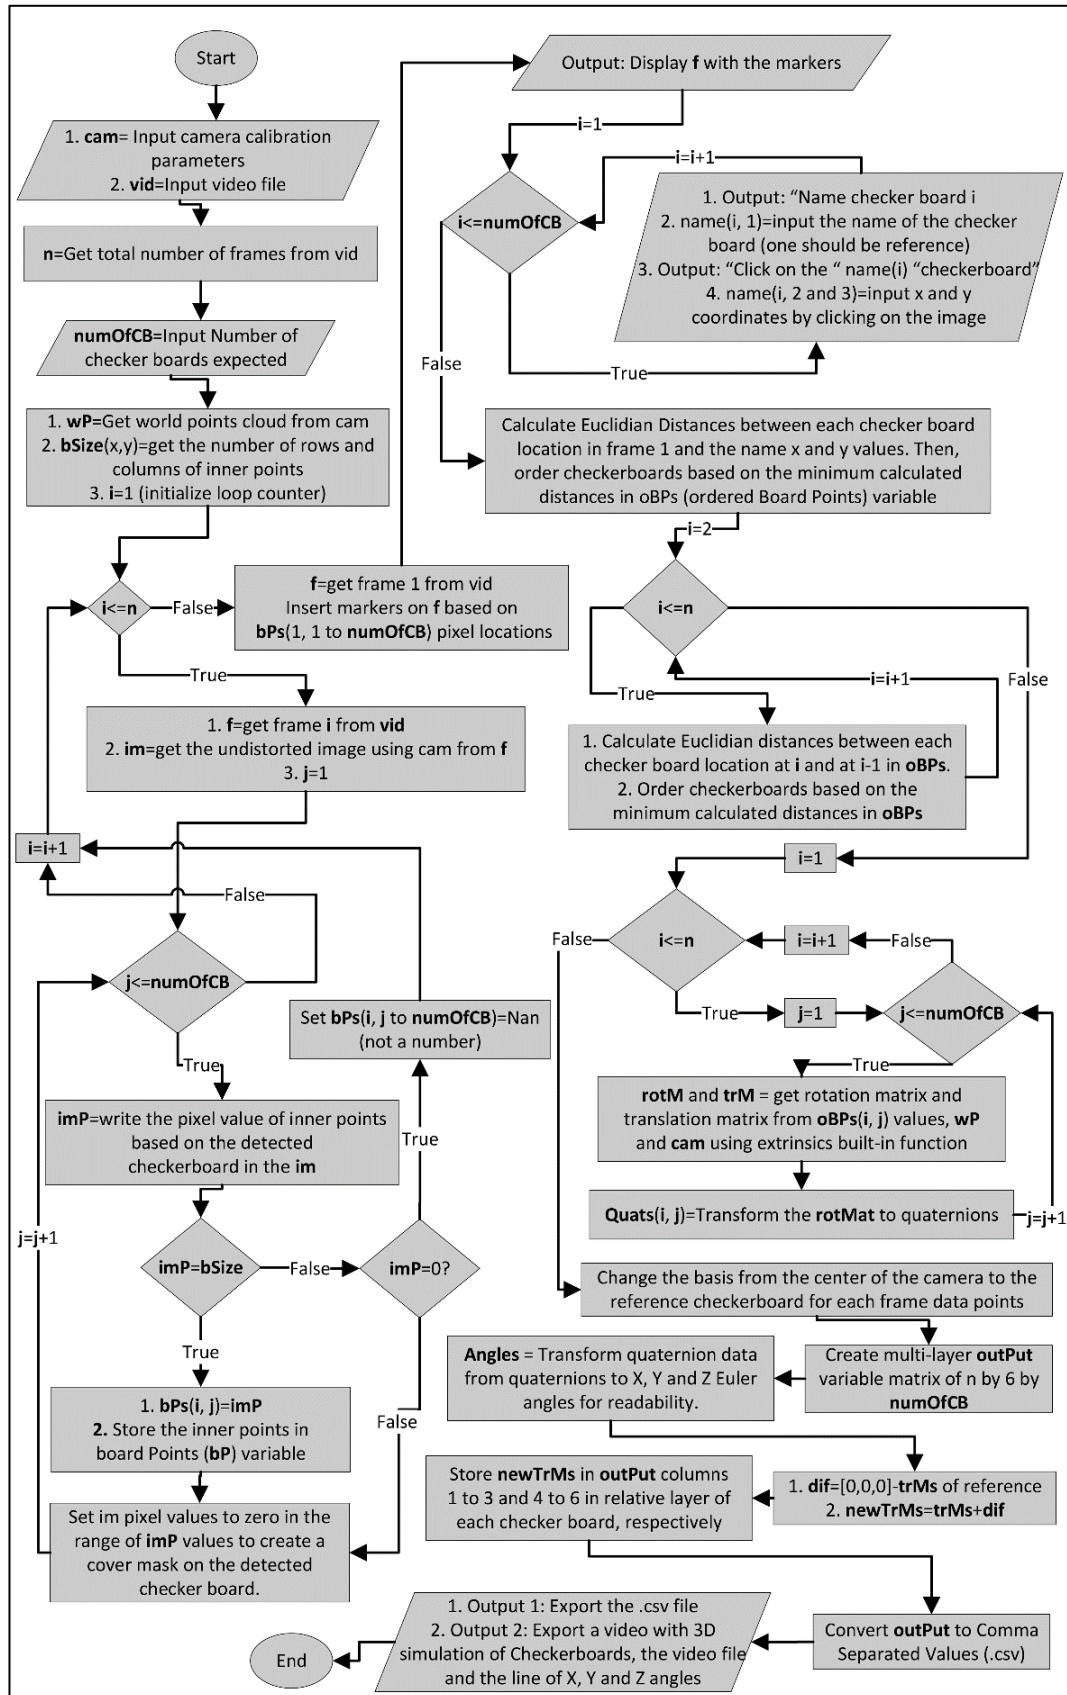 Start
1. cam= Input camera calibration
parameters
2. vid=Input video file
n=Get total number of frames from vid
numOfCB=Input Number of
checker boards expected
1. wP=Get world points cloud from cam
2. bSize(x,y)=get the number of rows and
columns of inner points
3. i=1 (initialize loop counter)
i<=n
False
f=get frame 1 from vid
Insert markers on f based on
bPs(1, 1 to numOfCB) pixel locations
True
1. f=get frame i from vid
2. im=get the undistorted image using cam from f
3. j=1
i=i+1
False
j<=numOfCB
Set bPs(i, j to numOfCB)=Nan
(not a number)
True
imP=write the pixel value of inner points
based on the detected
checkerboard in the im
True
j=j+1
imP=bSize
False
imP=0?
True
False
1. bPs(i, j)=imP
2. Store the inner points in
board Points (bP) variable
Set im pixel values to zero in the
range of imP values to create a
cover mask on the detected
checker board.
Output: Display f with the markers
i=1
i=i+1
i<=numOfCB
1. Output: “Name checker board i
2. name(i, 1)=input the name of the checker
board (one should be reference)
3. Output: “Click on the “ name(i) “checkerboard”
4. name(i, 2 and 3)=input x and y
coordinates by clicking on the image
False
True
Calculate Euclidian Distances between each checker board
location in frame 1 and the name x and y values. Then,
order checkerboards based on the minimum calculated
distances in oBPs (ordered Board Points) variable
i=2
i<=n
i=i+1
False
True
1. Calculate Euclidian distances between each
checker board location at i and at i-1 in oBPs.
2. Order checkerboards based on the
minimum calculated distances in oBPs
i=1
False
i<=n
i=i+1
False
True
j=1
j<=numOfCB
True
rotM and trM = get rotation matrix and
translation matrix from oBPs(i, j) values, wP
and cam using extrinsics built-in function
Quats(i, j)=Transform the rotMat to quaternions
j=j+1
Change the basis from the center of the camera to the
reference checkerboard for each frame data points
Create multi-layer outPut
variable matrix of n by 6 by
numOfCB
Angles = Transform quaternion data
from quaternions to X, Y and Z Euler
angles for readability.
1. dif=[0,0,0]-trMs of reference
2. newTrMs=trMs+dif
Store newTrMs in outPut columns
1 to 3 and 4 to 6 in relative layer of
each checker board, respectively
Convert outPut to Comma
Separated Values (.csv)
1. Output 1: Export the .csv file
2. Output 2: Export a video with 3D
simulation of Checkerboards, the video file
and the line of X, Y and Z angles
End